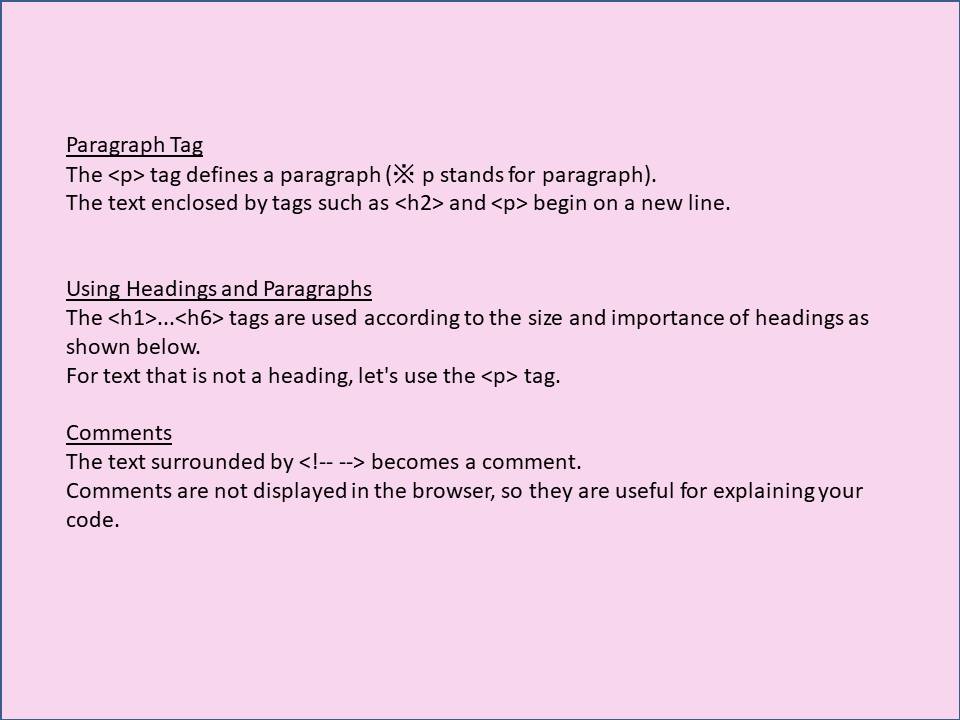 Paragraph Tag
The <p> tag defines a paragraph (※ p stands for paragraph).
The text enclosed by tags such as <h2> and <p> begin on a new line.
Using Headings and Paragraphs
The <h1>...<h6> tags are used according to the size and importance of headings as
shown below.
For text that is not a heading, let's use the <p> tag.
Comments
The text surrounded by <!-- --> becomes a comment.
Comments are not displayed in the browser, so they are useful for explaining your
code.